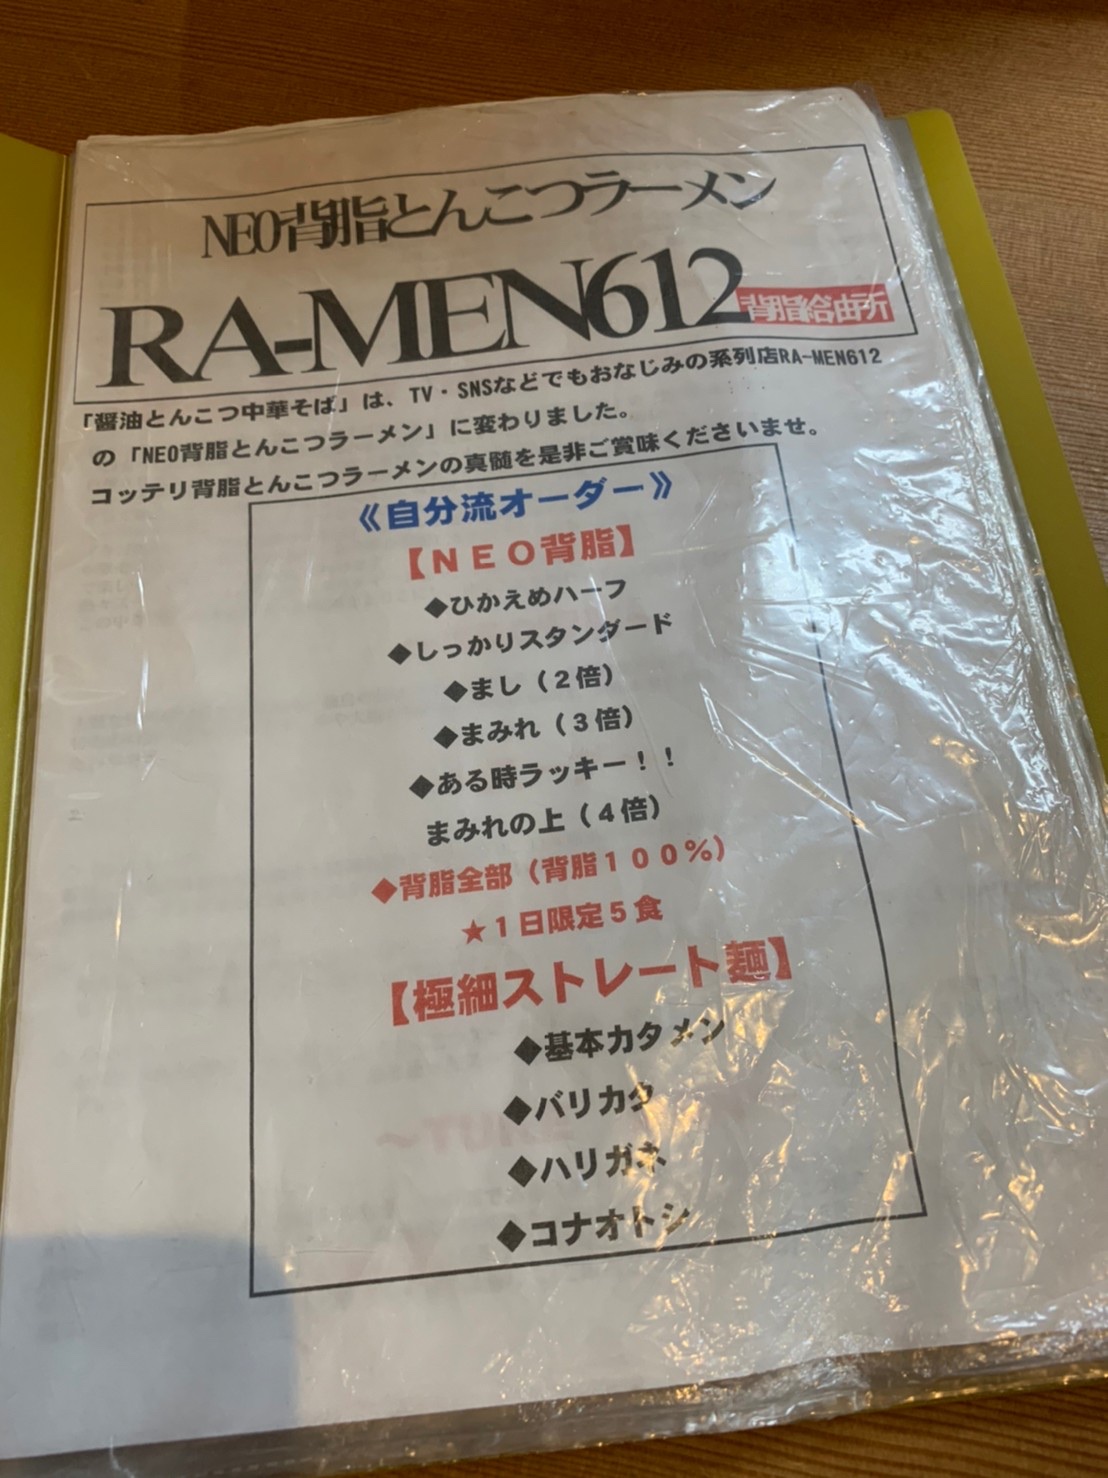 NEO背脂とんこつラーメン
RA-MEN612 背脂給由所
「醤油とんこつ中華そば」は、TV・SNSなどでもおなじみの系列店RA-MEN612
の「NEO背脂とんこつラーメン」に変わりました。
コッテリ背脂とんこつラーメンの真髄を是非ご賞味くださいませ。
《自分流オーダー》
【ＮＥＯ背脂】
◆ひかえめハーフ
◆しっかりスタンダード
◆まし（２倍）
◆まみれ（３倍）
◆ある時ラッキー！！
まみれの上（４倍）
◆背脂全部（背脂１００％）
★１日限定５食
【極細ストレート麺】
◆基本カタメン
◆バリカタ
◆ハリガネ
◆コナオトシ